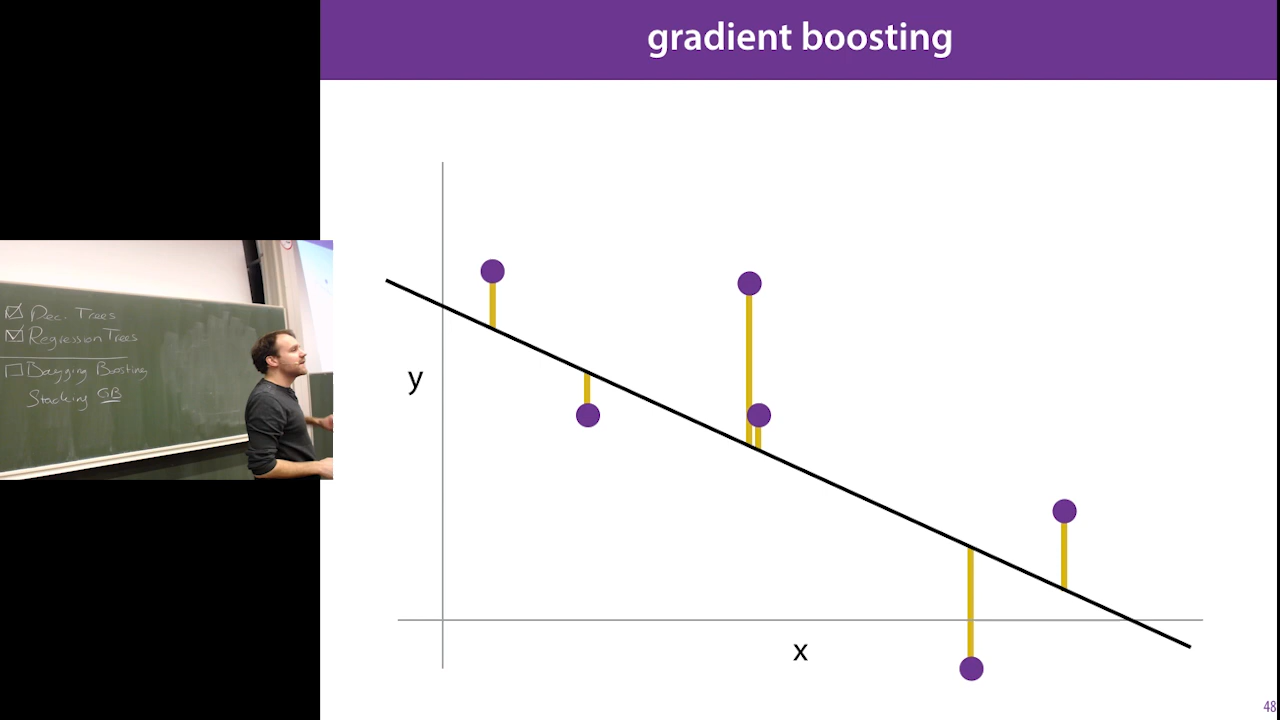 gradient boosting
y
x
48
☑ Dec. Trees
☑ Regression Trees
☐ Bagging Boosting
Stacking GB